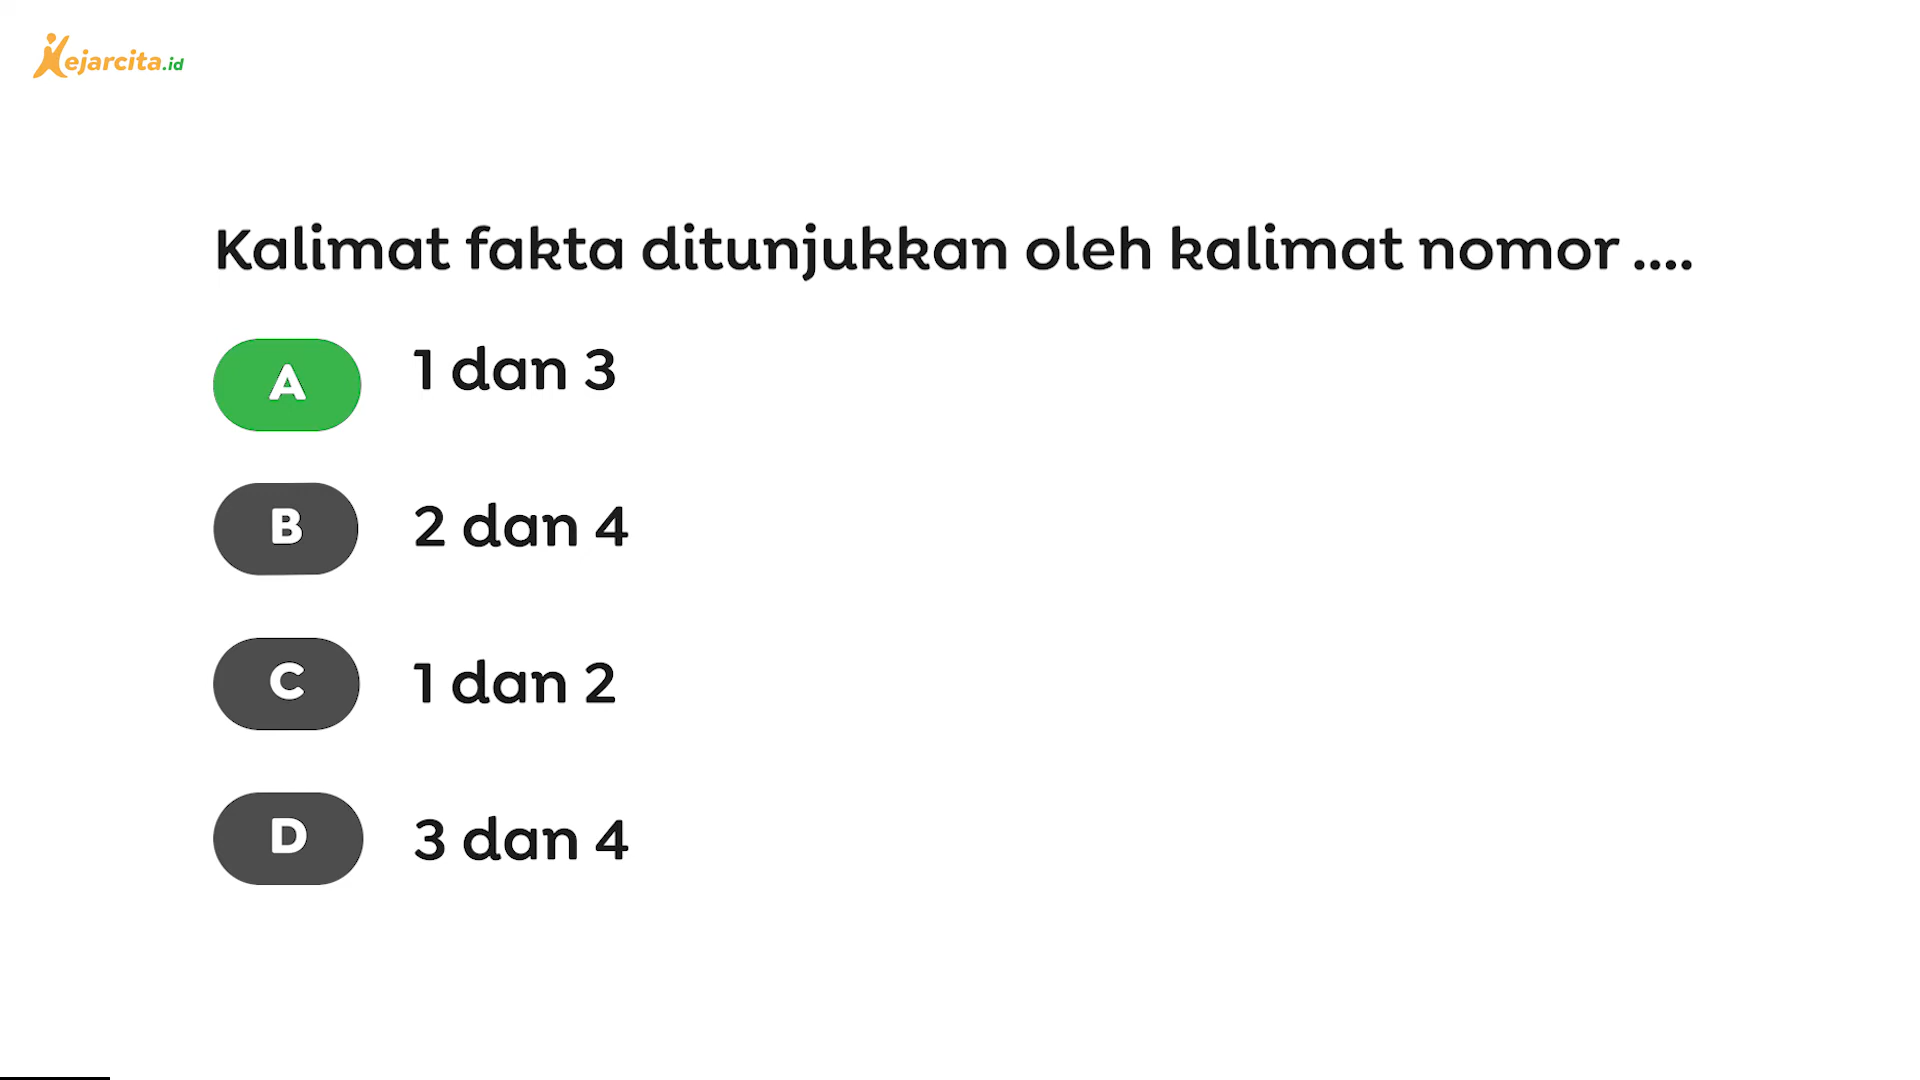 Kejarcita.id
Kalimat fakta ditunjukkan oleh kalimat nomor ....
A 1 dan 3
B 2 dan 4
C 1 dan 2
D 3 dan 4